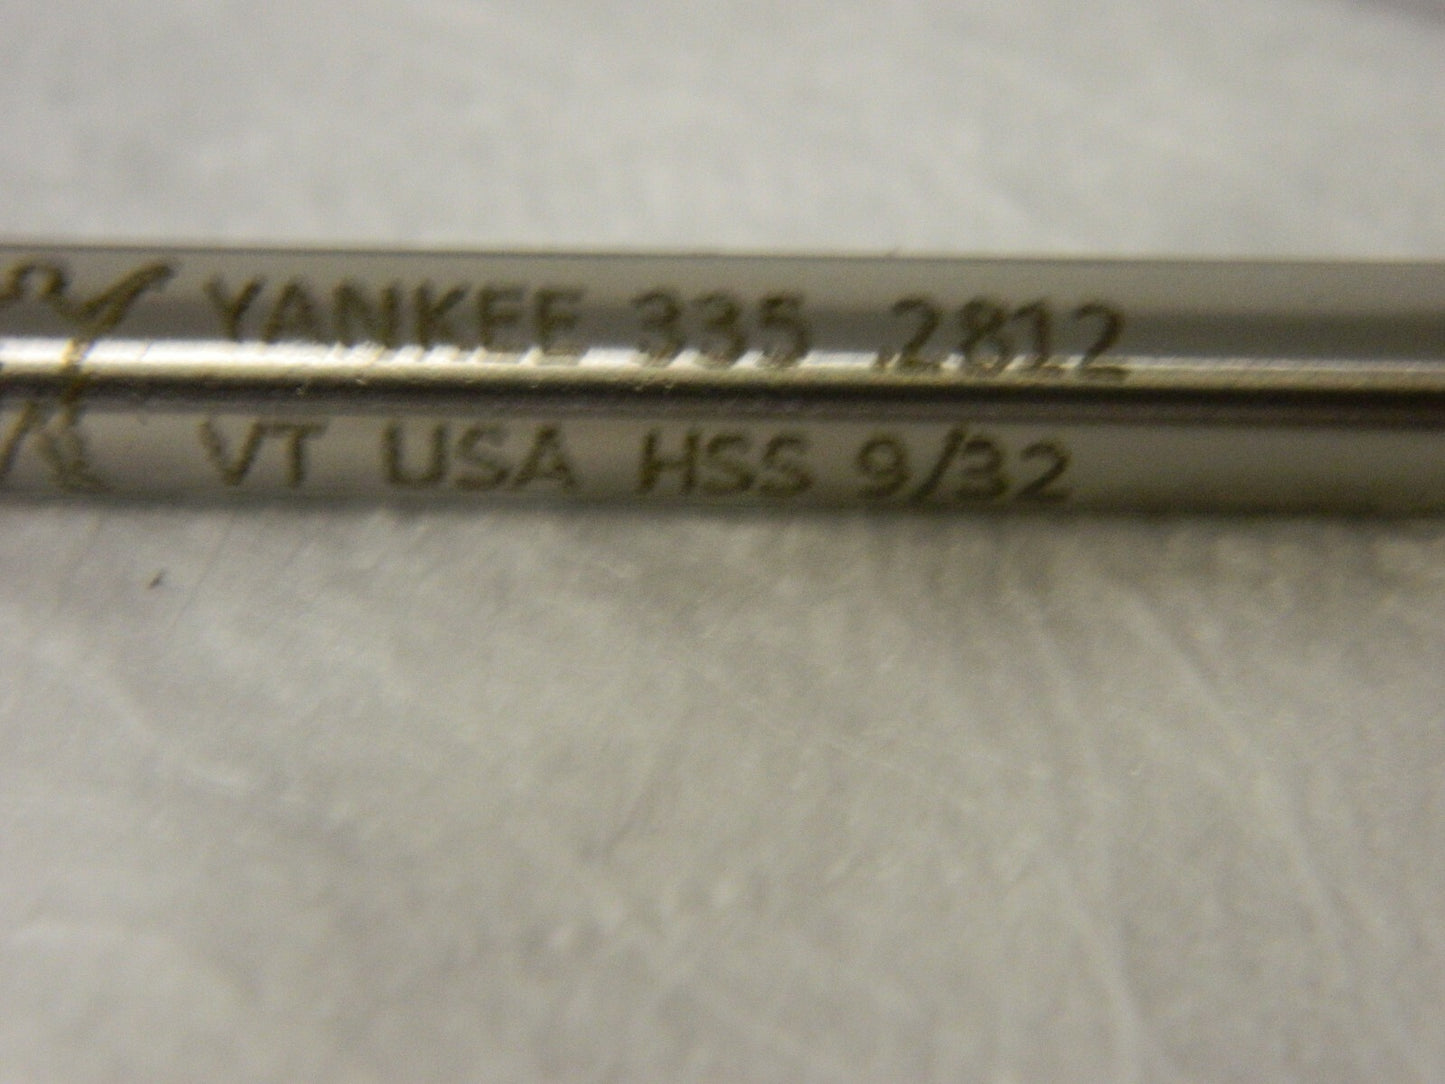 YANKEE 335 .2812
VT USA HSS 9/32